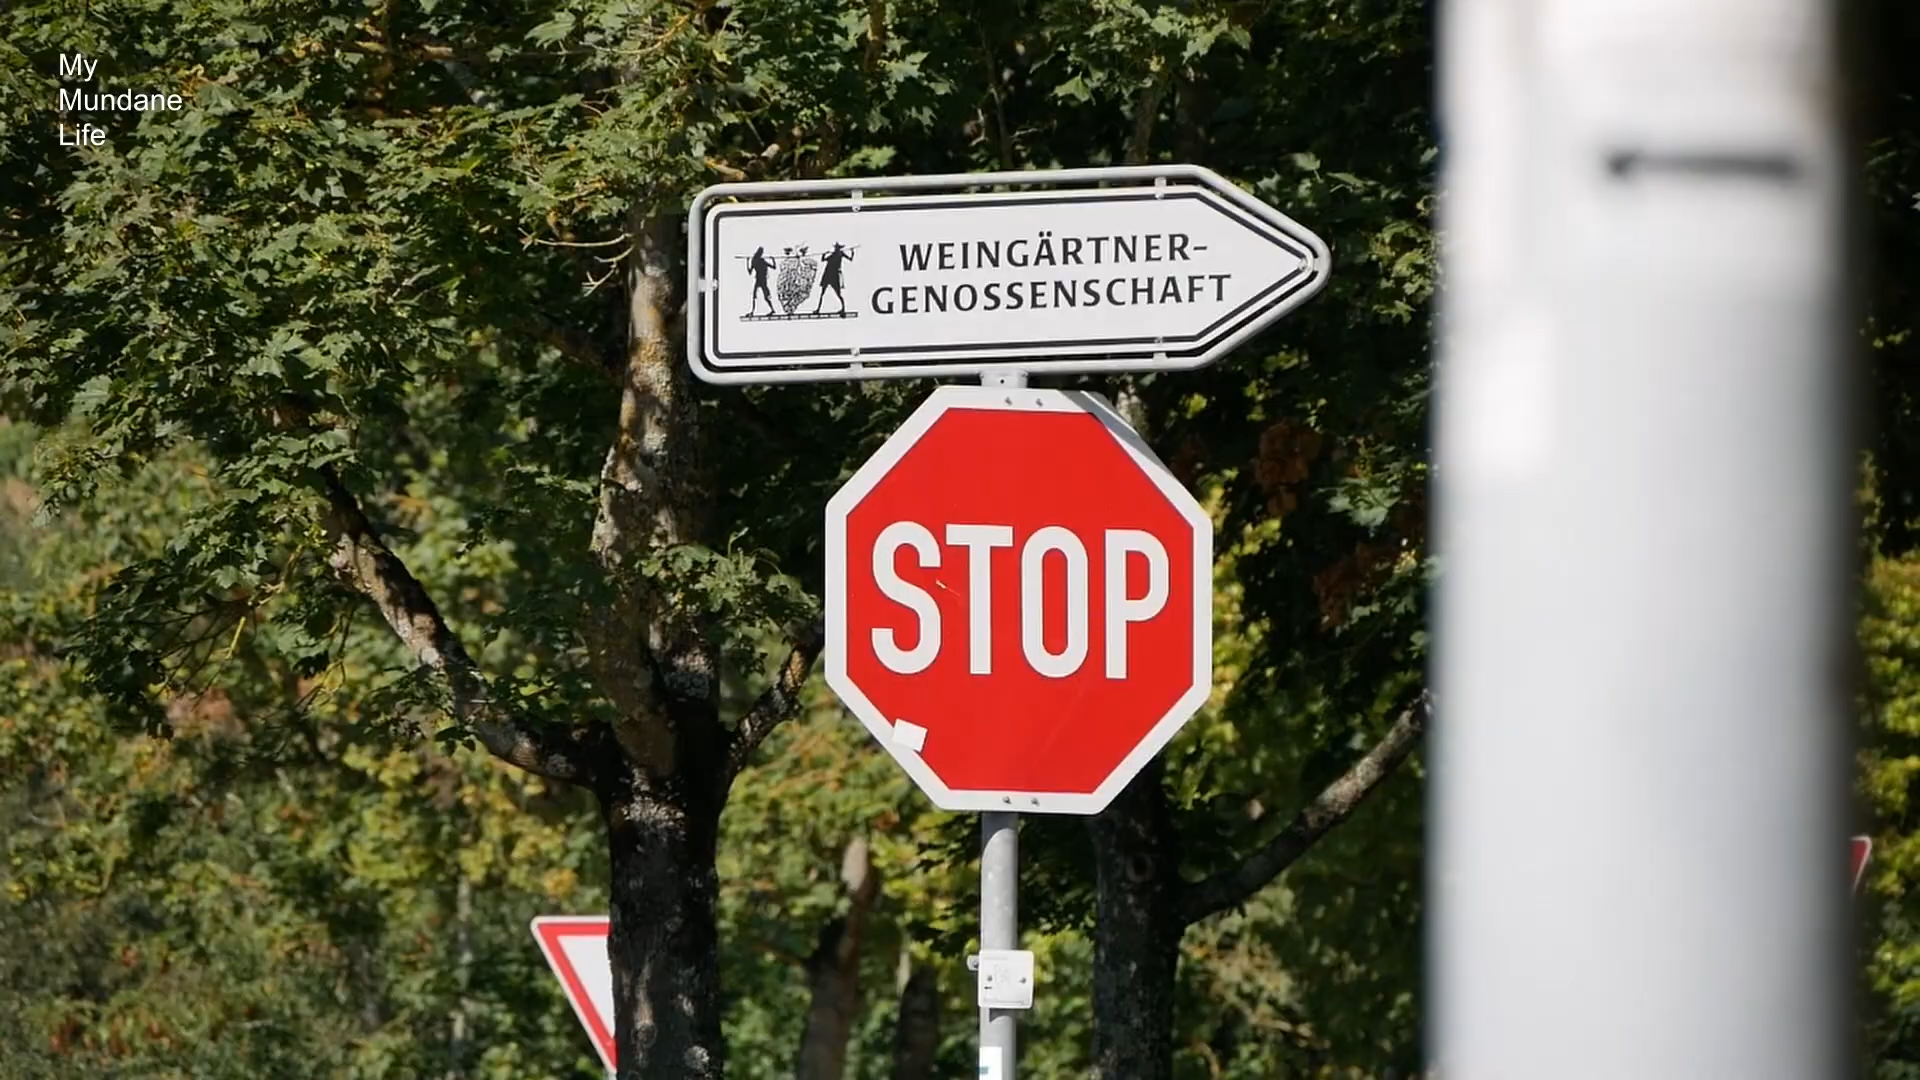 My
Mundane
Life
WEINGÄRTNER-
GENOSSENSCHAFT
STOP